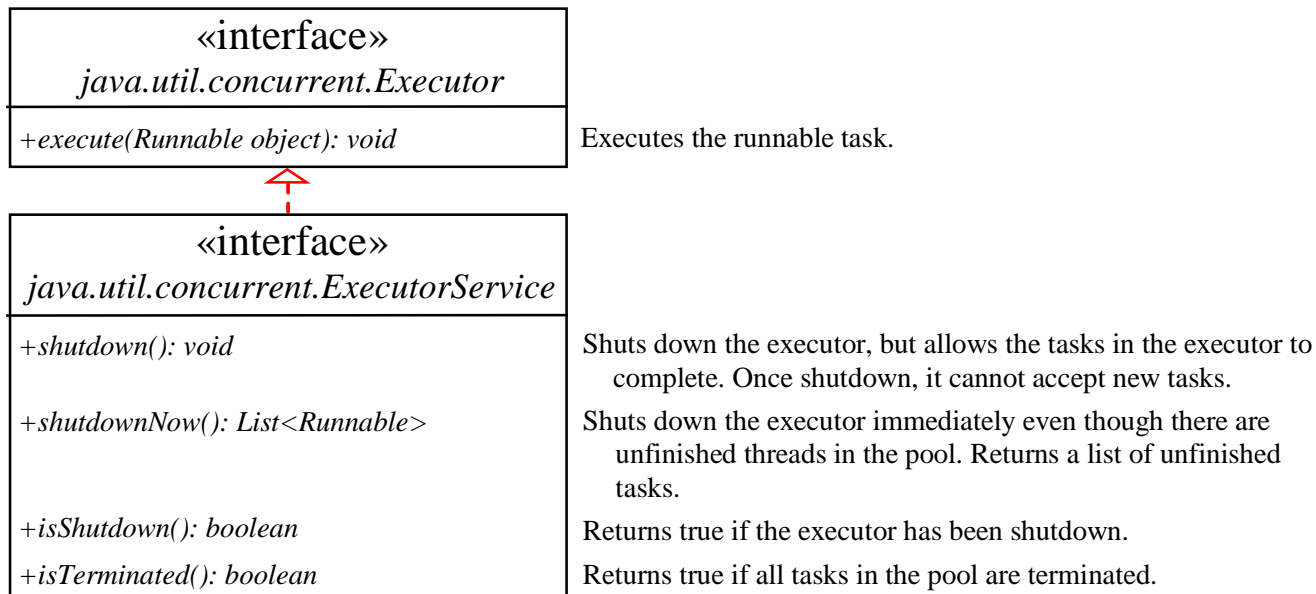 «interface»
java.util.concurrent.Executor
+execute(Runnable object): void
Executes the runnable task.
«interface»
java.util.concurrent.ExecutorService
+shutdown(): void
Shuts down the executor, but allows the tasks in the executor to
complete. Once shutdown, it cannot accept new tasks.
+shutdownNow(): List<Runnable>
Shuts down the executor immediately even though there are
unfinished threads in the pool. Returns a list of unfinished
tasks.
+isShutdown(): boolean
Returns true if the executor has been shutdown.
+isTerminated(): boolean
Returns true if all tasks in the pool are terminated.